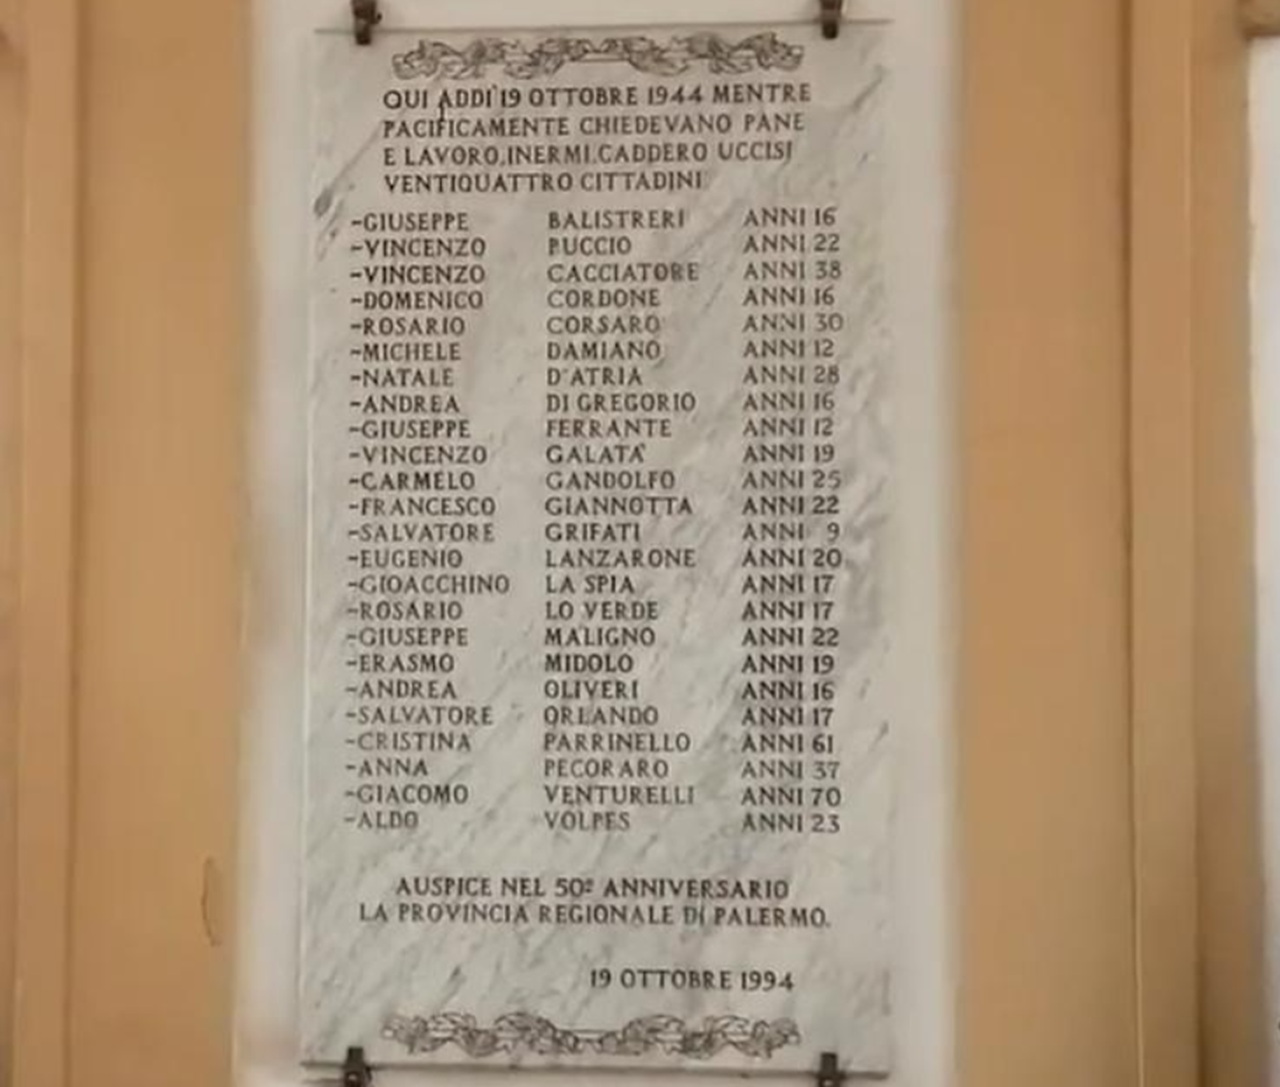 QUI ADDI' 19 OTTOBRE 1944 MENTRE
PACIFICAMENTE CHIEDEVANO PANE
E LAVORO, INERMI, CADDERO UCCISI
VENTIQUATTRO CITTADINI
-GIUSEPPE BALISTRERI ANNI 16
-VINCENZO PUCCIO ANNI 22
-VINCENZO CACCIATORE ANNI 38
-DOMENICO CORDONE ANNI 16
-ROSARIO CORSARO ANNI 30
-MICHELE DAMIANO ANNI 12
-NATALE D'ATRIA ANNI 28
-ANDREA DI GREGORIO ANNI 16
-GIUSEPPE FERRANTE ANNI 12
-VINCENZO GALATA' ANNI 19
-CARMELO GANDOLFO ANNI 25
-FRANCESCO GIANNOTTA ANNI 22
-SALVATORE GRIFATI ANNI 9
-EUGENIO LANZARONE ANNI 20
-GIOACCHINO LA SPIA ANNI 17
-ROSARIO LO VERDE ANNI 17
-GIUSEPPE MALIGNO ANNI 22
-ERASMO MIDOLO ANNI 19
-ANDREA OLIVERI ANNI 16
-SALVATORE ORLANDO ANNI 17
-CRISTINA PARRINELLO ANNI 61
-ANNA PECORARO ANNI 37
-GIACOMO VENTURELLI ANNI 70
-ALDO VOLPES ANNI 23
AUSPICE NEL 50º ANNIVERSARIO
LA PROVINCIA REGIONALE DI PALERMO.
19 OTTOBRE 1994